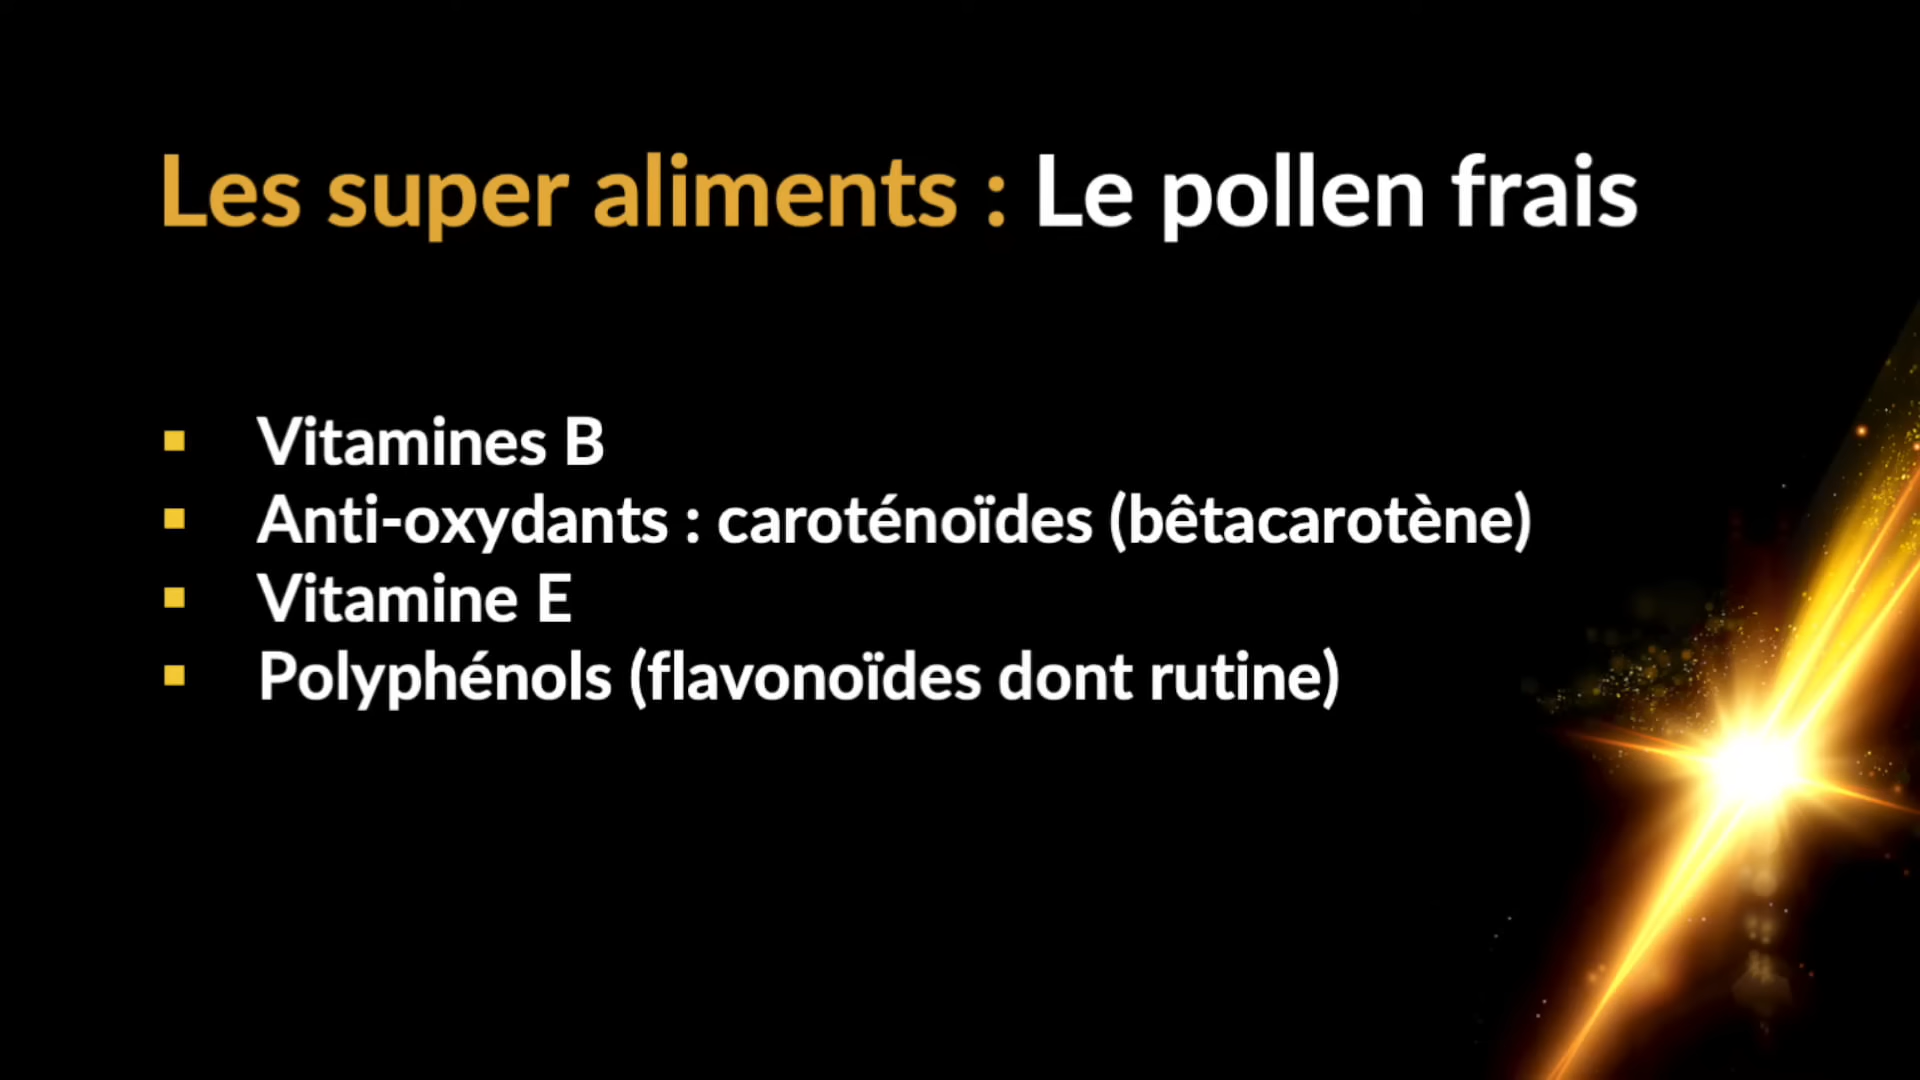 Les super aliments : Le pollen frais
▪ Vitamines B
▪ Anti-oxydants : caroténoïdes (bêtacarotène)
▪ Vitamine E
▪ Polyphénols (flavonoïdes dont rutine)